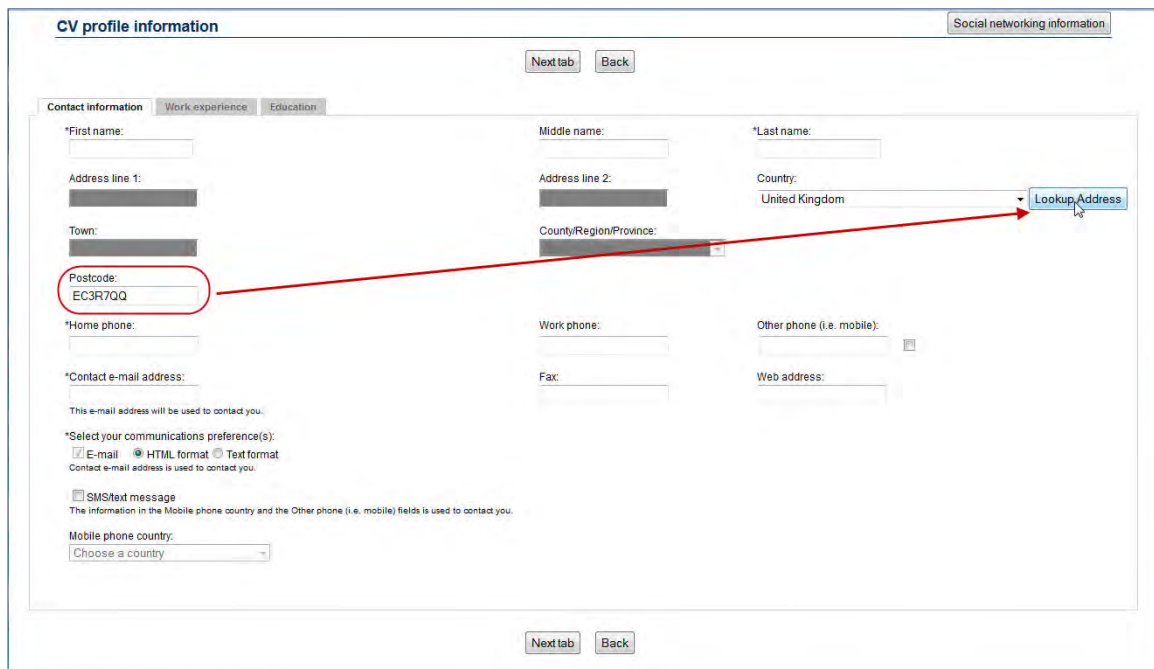 CV profile information
Social networking information
Next tab Back
Contact information Work experience Education
*First name: Middle name: *Last name:
Address line 1: Address line 2: Country:
United Kingdom Lookup Address
Town: County/Region/Province:
Postcode:
EC3R7QQ
*Home phone: Work phone: Other phone (i.e. mobile):
*Contact e-mail address: Fax: Web address:
This e-mail address will be used to contact you.
*Select your communications preference(s):
E-mail HTML format Text format
Contact e-mail address is used to contact you.
SMS/text message
The information in the Mobile phone country and the Other phone (i.e. mobile) fields is used to contact you.
Mobile phone country:
Choose a country
Next tab Back